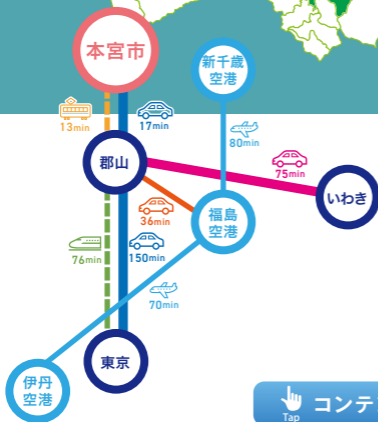 本宮市
新千歳
空港
13min
17min
80min
郡山
75min
いわき
36min
福島
空港
76min
150min
70min
東京
伊丹
空港
Tap
コンテ